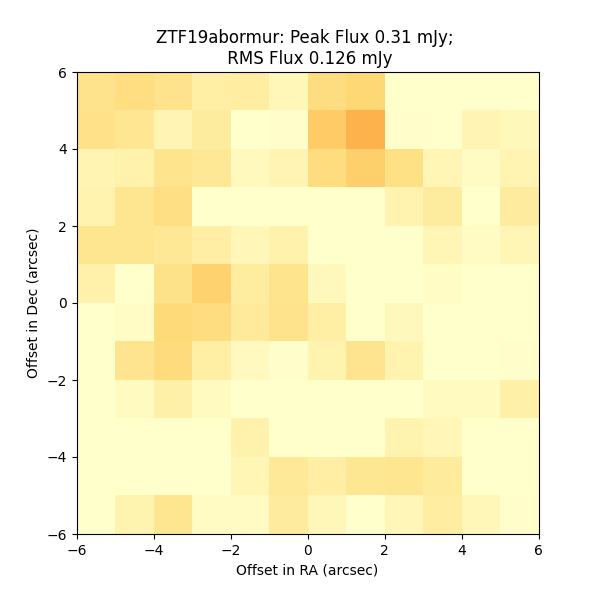 ZTF19abormur: Peak Flux 0.31 mJy;
RMS Flux 0.126 mJy
6
4
2
0
−2
−4
−6
Offset in Dec (arcsec)
−6 −4 −2 0 2 4 6
Offset in RA (arcsec)